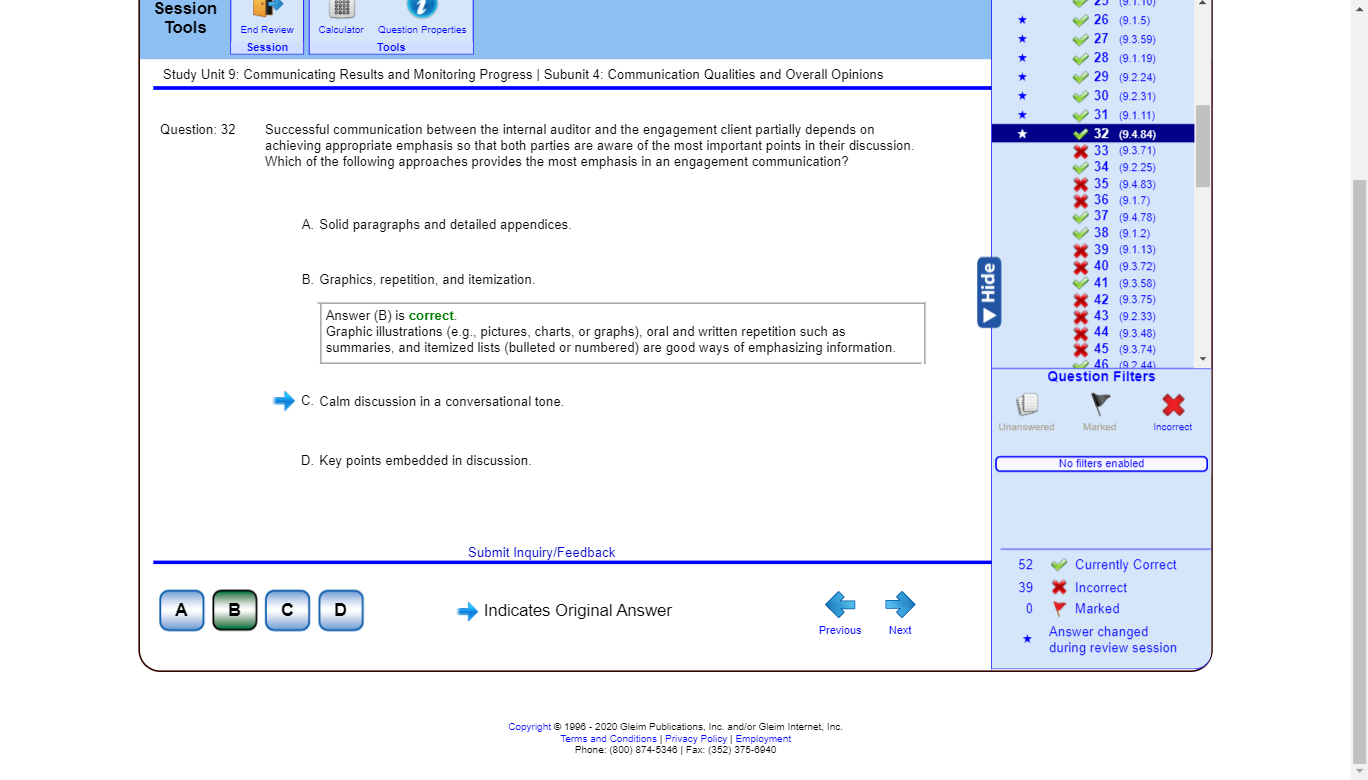 Session
Tools
End Review
Session
Calculator
Question Properties
Tools
Study Unit 9: Communicating Results and Monitoring Progress | Subunit 4: Communication Qualities and Overall Opinions
Question: 32
Successful communication between the internal auditor and the engagement client partially depends on
achieving appropriate emphasis so that both parties are aware of the most important points in their discussion.
Which of the following approaches provides the most emphasis in an engagement communication?
A. Solid paragraphs and detailed appendices.
B. Graphics, repetition, and itemization.
Answer (B) is correct.
Graphic illustrations (e.g., pictures, charts, or graphs), oral and written repetition such as
summaries, and itemized lists (bulleted or numbered) are good ways of emphasizing information.
C. Calm discussion in a conversational tone.
D. Key points embedded in discussion.
Submit Inquiry/Feedback
A
B
C
D
Indicates Original Answer
Previous
Next
25 (9.1.10)
26 (9.1.5)
27 (9.3.59)
28 (9.1.19)
29 (9.2.24)
30 (9.2.31)
31 (9.1.11)
32 (9.4.84)
33 (9.3.71)
34 (9.2.25)
35 (9.4.83)
36 (9.1.7)
37 (9.4.78)
38 (9.1.2)
39 (9.1.13)
40 (9.3.72)
41 (9.3.58)
42 (9.3.75)
43 (9.2.33)
44 (9.3.48)
45 (9.3.74)
46 (9.2.44)
Hide
Question Filters
Unanswered
Marked
Incorrect
No filters enabled
52 Currently Correct
39 Incorrect
0 Marked
Answer changed
during review session
Copyright © 1996 - 2020 Gleim Publications, Inc. and/or Gleim Internet, Inc.
Terms and Conditions | Privacy Policy | Employment
Phone: (800) 874-5346 | Fax: (352) 375-6940